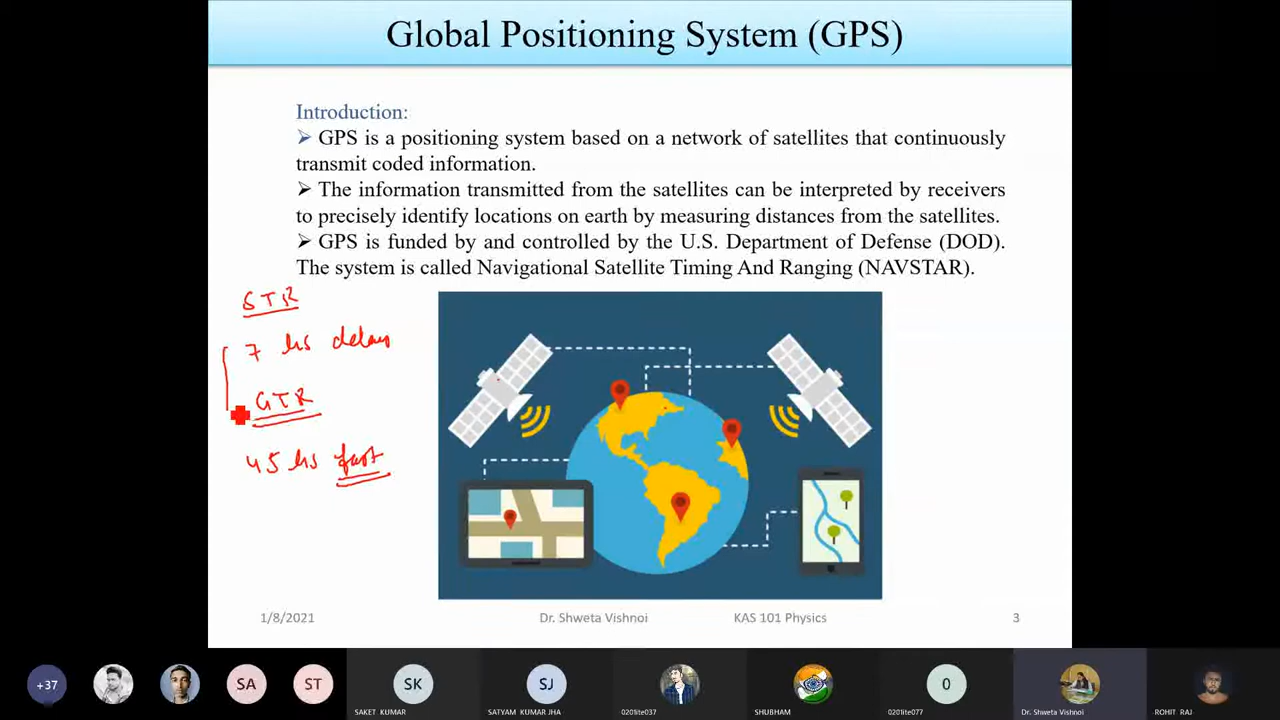 Global Positioning System (GPS)
Introduction:
➢ GPS is a positioning system based on a network of satellites that continuously
transmit coded information.
➢ The information transmitted from the satellites can be interpreted by receivers
to precisely identify locations on earth by measuring distances from the satellites.
➢ GPS is funded by and controlled by the U.S. Department of Defense (DOD).
The system is called Navigational Satellite Timing And Ranging (NAVSTAR).
STR
7 us delay
GTR
45 us fast
1/8/2021
Dr. Shweta Vishnoi
KAS 101 Physics
3
+37
SA
ST
SK
SJ
0
SAKET KUMAR
SATYAM KUMAR JHA
0201ite037
SHUBHAM
0201ite077
Dr. Shweta Vishnoi
ROHIT RAJ